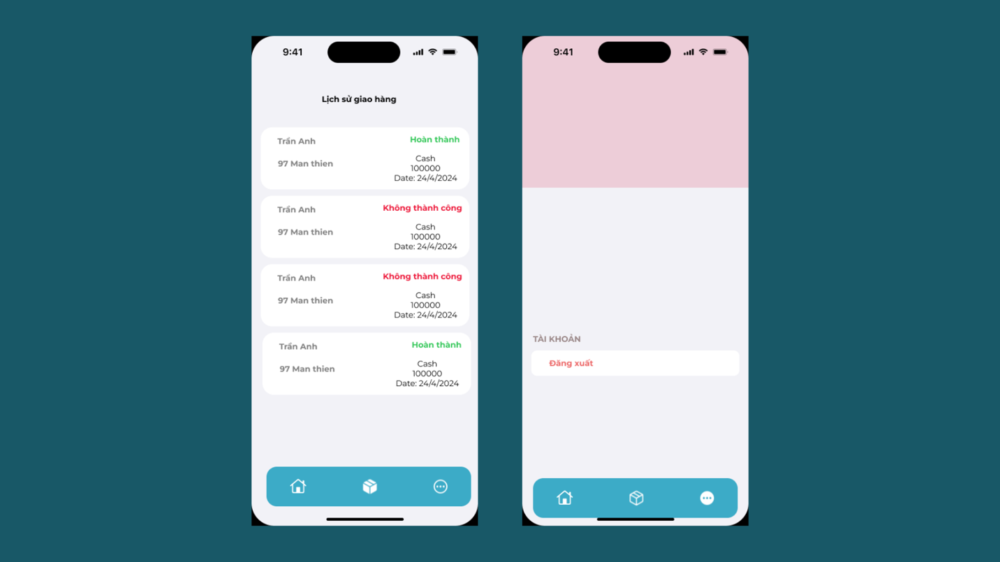 9:41
Lịch sử giao hàng
Trần Anh
Hoàn thành
97 Man thien
Cash
100000
Date: 24/4/2024
Trần Anh
Không thành công
97 Man thien
Cash
100000
Date: 24/4/2024
Trần Anh
Không thành công
97 Man thien
Cash
100000
Date: 24/4/2024
Trần Anh
Hoàn thành
97 Man thien
Cash
100000
Date: 24/4/2024
9:41
TÀI KHOẢN
Đăng xuất